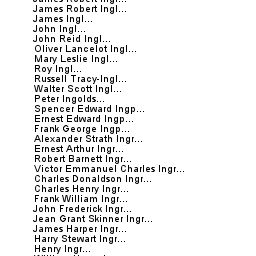 James Robert Ingl...
James Ingl...
John Ingl...
John Reid Ingl...
Oliver Lancelot Ingl...
Mary Leslie Ingl...
Roy Ingl...
Russell Tracy-Ingl...
Walter Scott Ingl...
Peter Ingolds...
Spencer Edward Ingp...
Ernest Edward Ingp...
Frank George Ingp...
Alexander Strath Ingr...
Ernest Arthur Ingr...
Robert Barnett Ingr...
Victor Emmanuel Charles Ingr...
Charles Donaldson Ingr...
Charles Henry Ingr...
Frank William Ingr...
John Frederick Ingr...
Jean Grant Skinner Ingr...
James Harper Ingr...
Harry Stewart Ingr...
Henry Ingr...